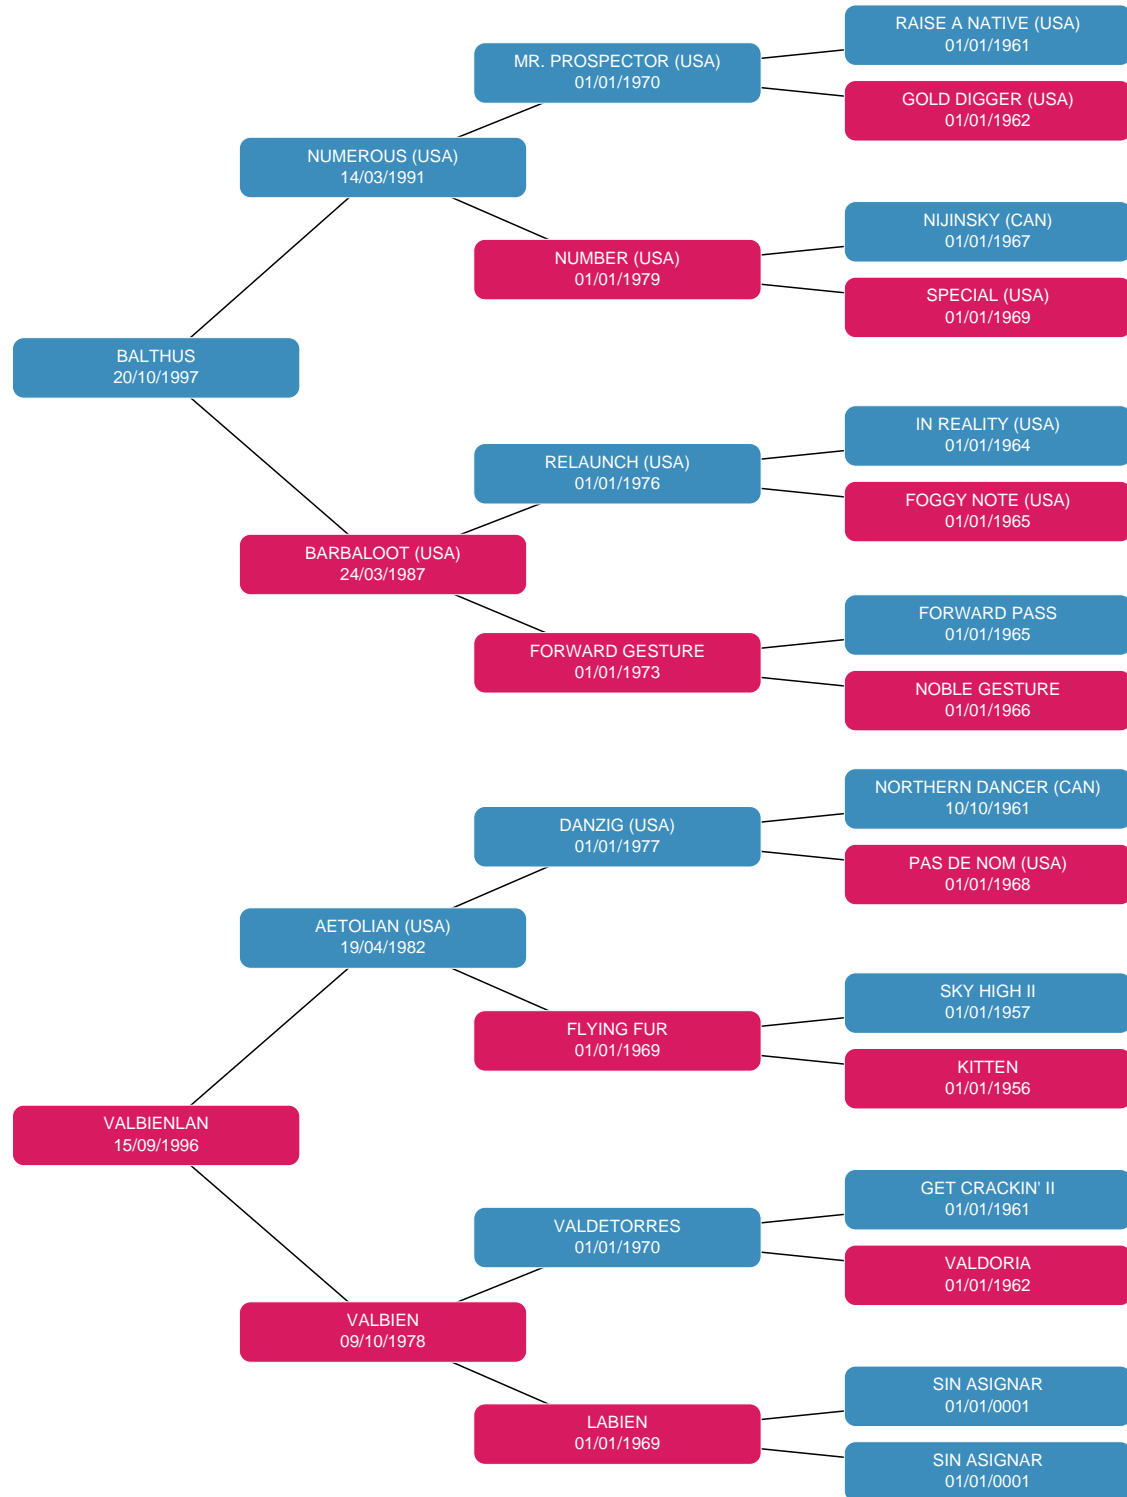 RAISE A NATIVE (USA)
01/01/1961
MR. PROSPECTOR (USA)
01/01/1970
GOLD DIGGER (USA)
01/01/1962
NUMEROUS (USA)
14/03/1991
NIJINSKY (CAN)
01/01/1967
NUMBER (USA)
01/01/1979
SPECIAL (USA)
01/01/1969
BALTHUS
20/10/1997
IN REALITY (USA)
01/01/1964
RELAUNCH (USA)
01/01/1976
FOGGY NOTE (USA)
01/01/1965
BARBALOOT (USA)
24/03/1987
FORWARD PASS
01/01/1965
FORWARD GESTURE
01/01/1973
NOBLE GESTURE
01/01/1966
NORTHERN DANCER (CAN)
10/10/1961
DANZIG (USA)
01/01/1977
PAS DE NOM (USA)
01/01/1968
AETOLIAN (USA)
19/04/1982
SKY HIGH II
01/01/1957
FLYING FUR
01/01/1969
KITTEN
01/01/1956
VALBIENLAN
15/09/1996
GET CRACKIN' II
01/01/1961
VALDETORRES
01/01/1970
VALDORIA
01/01/1962
VALBIEN
09/10/1978
SIN ASIGNAR
01/01/0001
LABIEN
01/01/1969
SIN ASIGNAR
01/01/0001